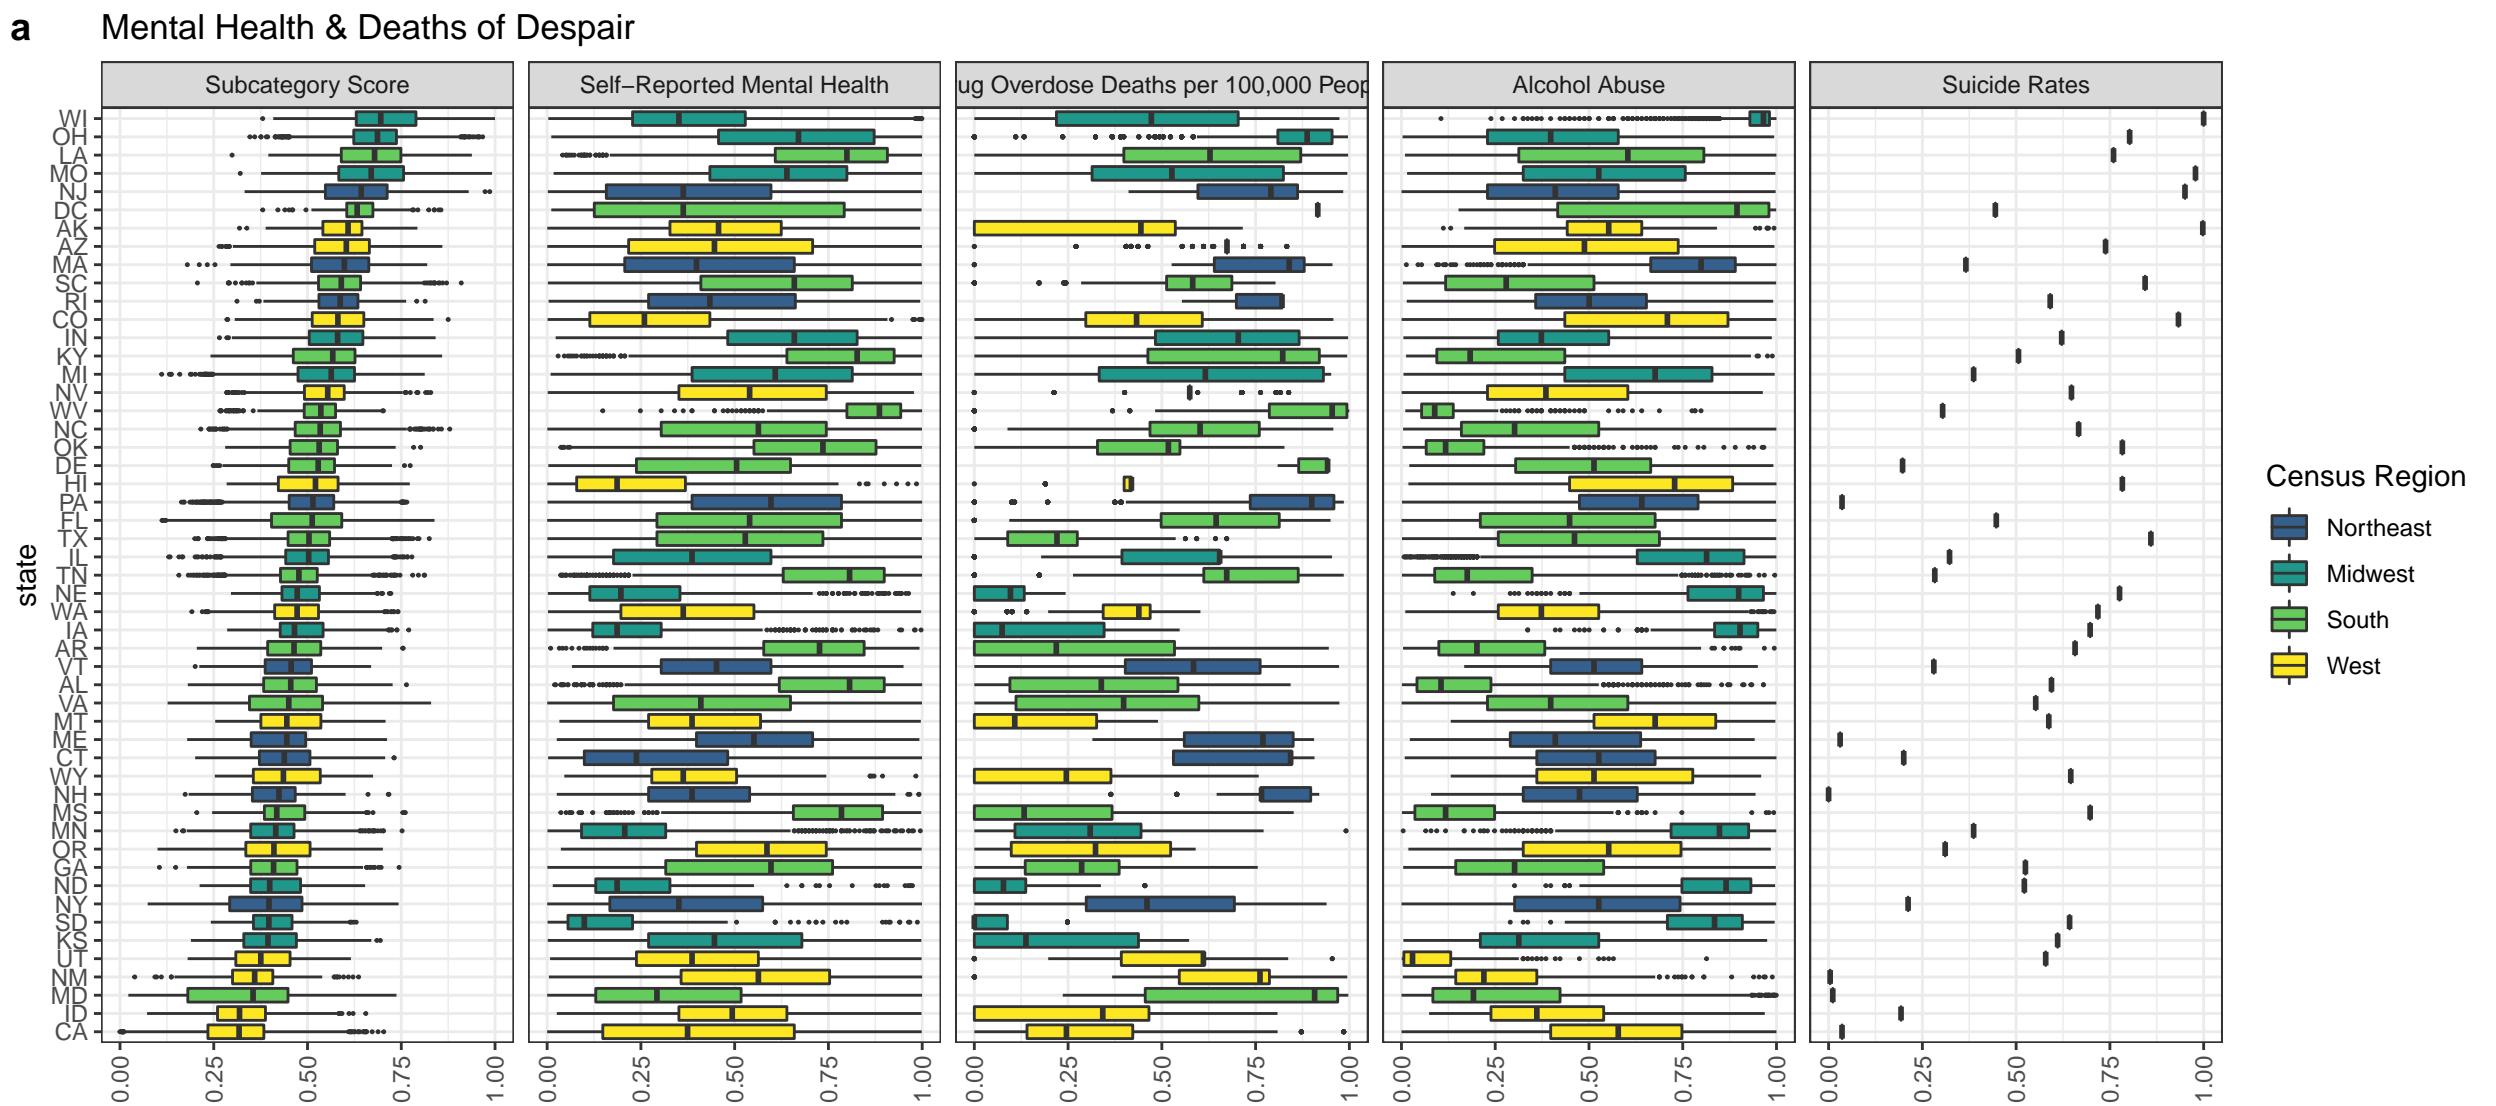 a Mental Health & Deaths of Despair
Subcategory Score
Self−Reported Mental Health
ug Overdose Deaths per 100,000 Peop
Alcohol Abuse
Suicide Rates
state
WI
OH
LA
MO
NJ
DC
AK
AZ
MA
SC
RI
CO
IN
KY
MI
NV
WV
NC
OK
DE
HI
PA
FL
TX
IL
TN
NE
WA
IA
AR
VT
AL
VA
MT
ME
CT
WY
NH
MS
MN
OR
GA
ND
NY
SD
KS
UT
NM
MD
ID
CA
0.00 0.25 0.50 0.75 1.00
0.00 0.25 0.50 0.75 1.00
0.00 0.25 0.50 0.75 1.00
0.00 0.25 0.50 0.75 1.00
0.00 0.25 0.50 0.75 1.00
Census Region
Northeast
Midwest
South
West